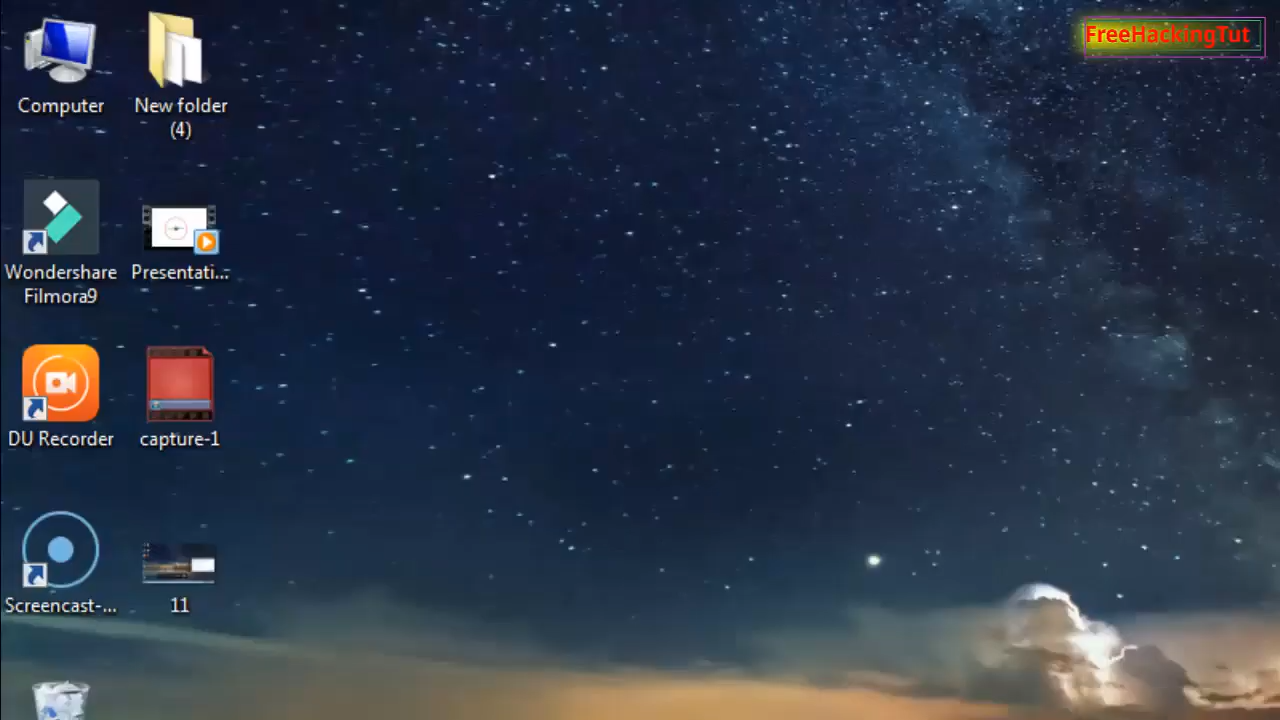 FreeHackingTut
Computer
New folder
(4)
Wondershare
Filmora9
Presentati...
DU Recorder
capture-1
Screencast-...
11